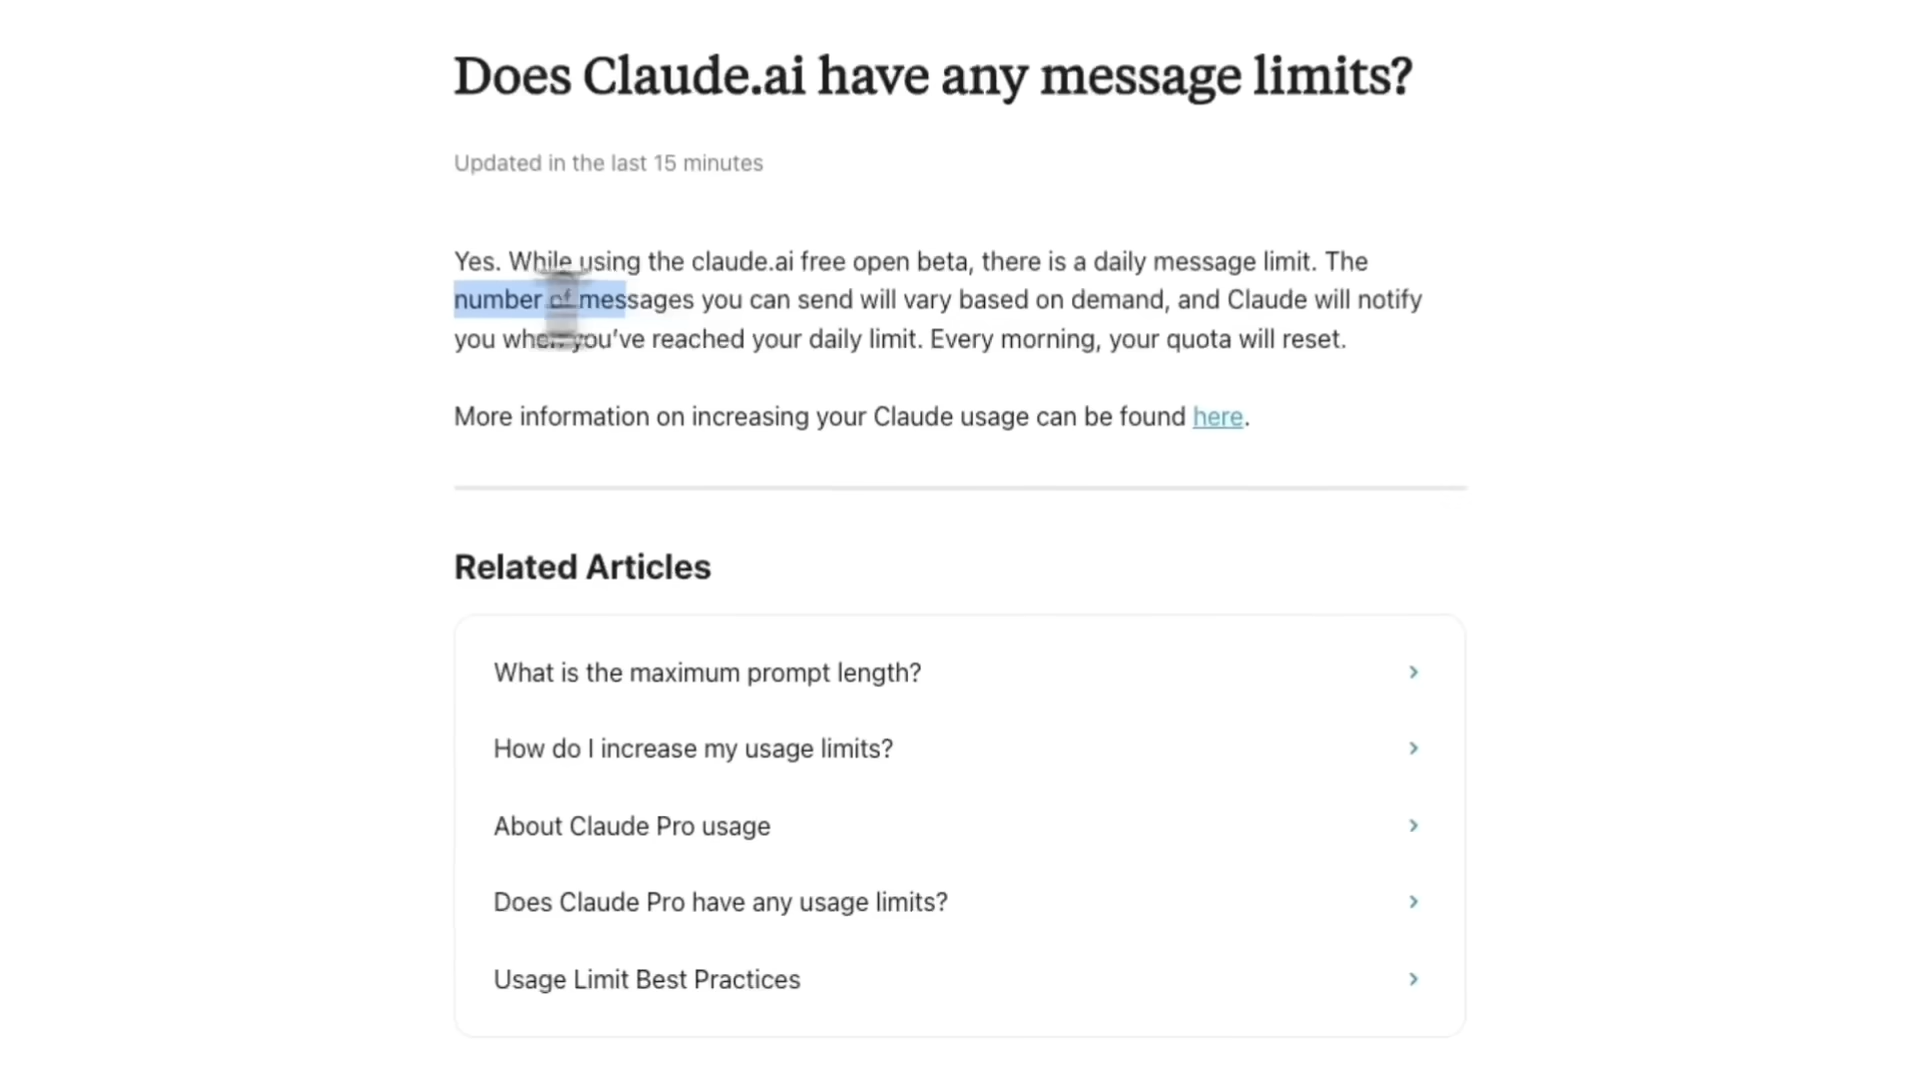 Does Claude.ai have any message limits?
Updated in the last 15 minutes
Yes. While using the claude.ai free open beta, there is a daily message limit. The
number of messages you can send will vary based on demand, and Claude will notify
you when you’ve reached your daily limit. Every morning, your quota will reset.
More information on increasing your Claude usage can be found here.
Related Articles
What is the maximum prompt length?
How do I increase my usage limits?
About Claude Pro usage
Does Claude Pro have any usage limits?
Usage Limit Best Practices